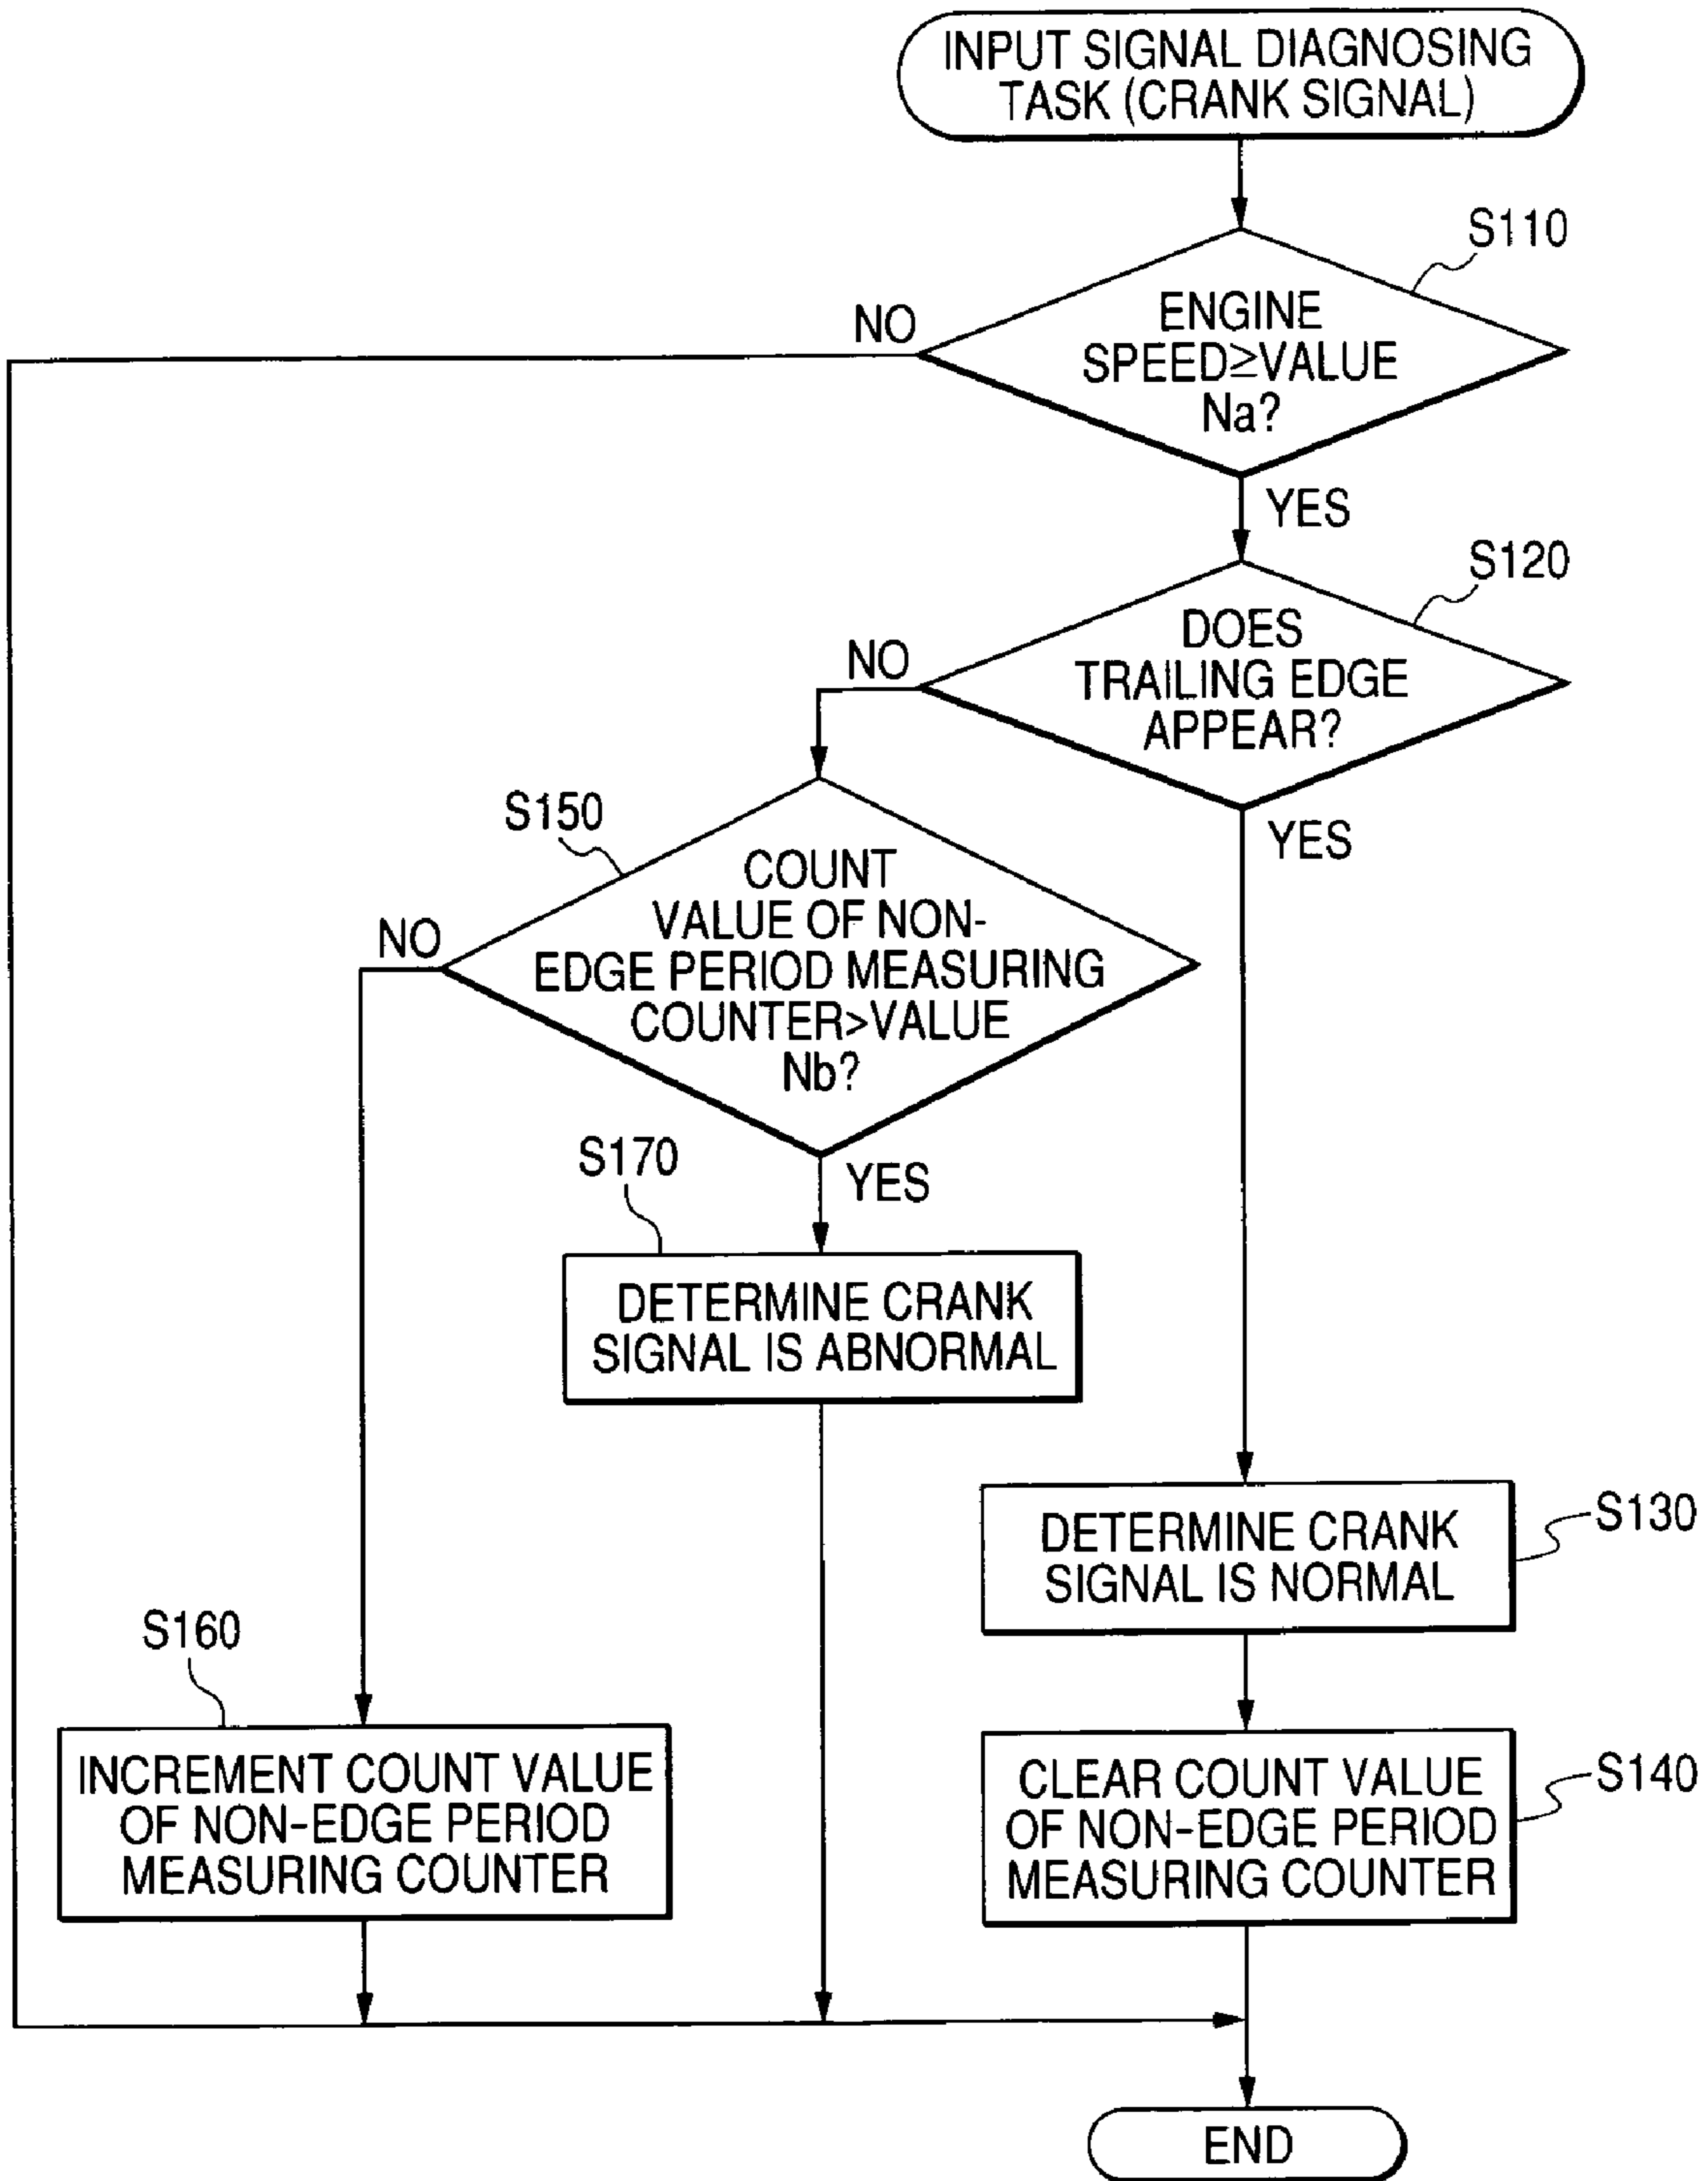 INPUT SIGNAL DIAGNOSING
TASK (CRANK SIGNAL)
S110
NO
ENGINE
SPEED≥VALUE
Na?
YES
S120
NO
DOES
TRAILING EDGE
APPEAR?
YES
S150
NO
COUNT
VALUE OF NON-
EDGE PERIOD MEASURING
COUNTER>VALUE
Nb?
YES
S170
DETERMINE CRANK
SIGNAL IS ABNORMAL
S130
DETERMINE CRANK
SIGNAL IS NORMAL
S160
INCREMENT COUNT VALUE
OF NON-EDGE PERIOD
MEASURING COUNTER
S140
CLEAR COUNT VALUE
OF NON-EDGE PERIOD
MEASURING COUNTER
END